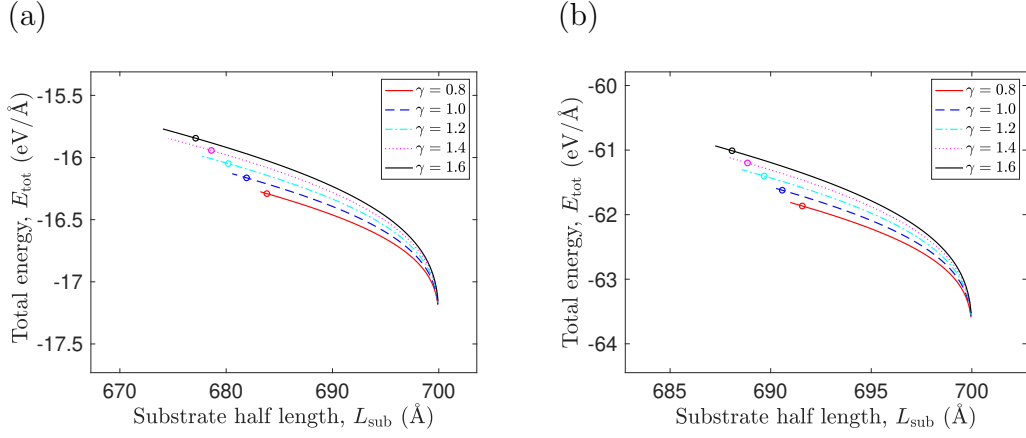 (a)
Total energy, E_tot (eV/Å)
-15.5
-16
-16.5
-17
-17.5
670
680
690
700
Substrate half length, L_sub (Å)
γ = 0.8
γ = 1.0
γ = 1.2
γ = 1.4
γ = 1.6
(b)
Total energy, E_tot (eV/Å)
-60
-61
-62
-63
-64
685
690
695
700
Substrate half length, L_sub (Å)
γ = 0.8
γ = 1.0
γ = 1.2
γ = 1.4
γ = 1.6